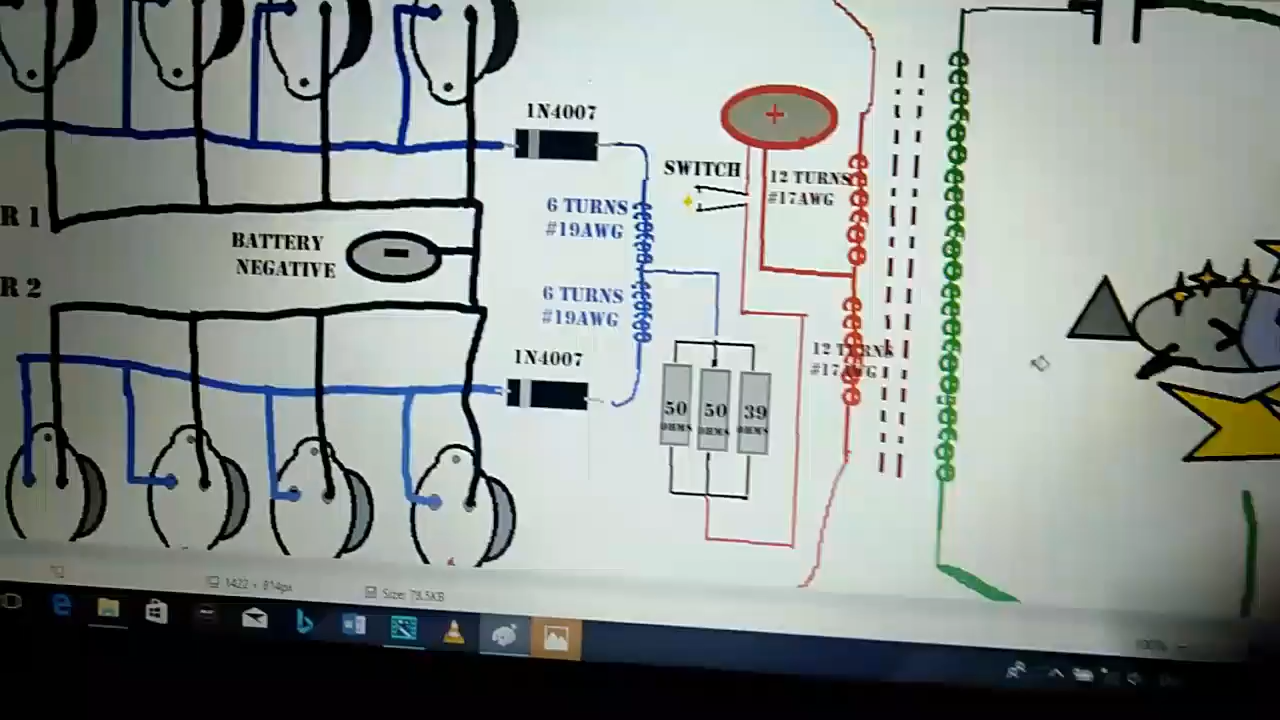 1N4007
+
SWITCH
12 TURNS
#17AWG
6 TURNS
#19AWG
R 1
BATTERY
NEGATIVE
-
R 2
6 TURNS
#19AWG
12 TURNS
#17AWG
1N4007
50
OHMS
50
OHMS
39
OHMS
1422 × 814px
Size: 78.5KB
100%